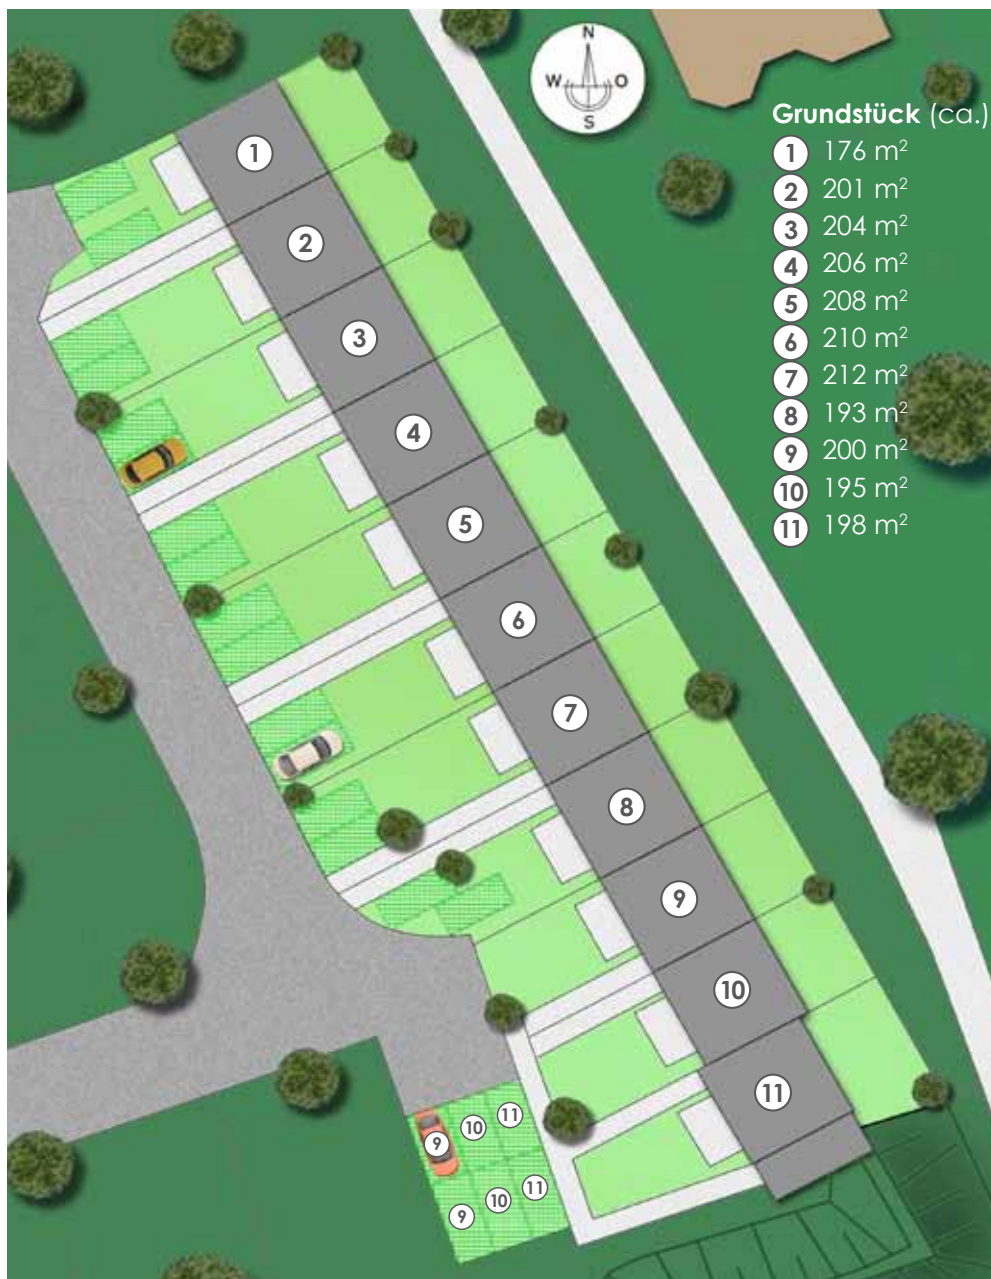 N
W O
S
Grundstück (ca.)
1 176 m²
2 201 m²
3 204 m²
4 206 m²
5 208 m²
6 210 m²
7 212 m²
8 193 m²
9 200 m²
10 195 m²
11 198 m²
1
2
3
4
5
6
7
8
9
10
11
9 10 11
9 10 11